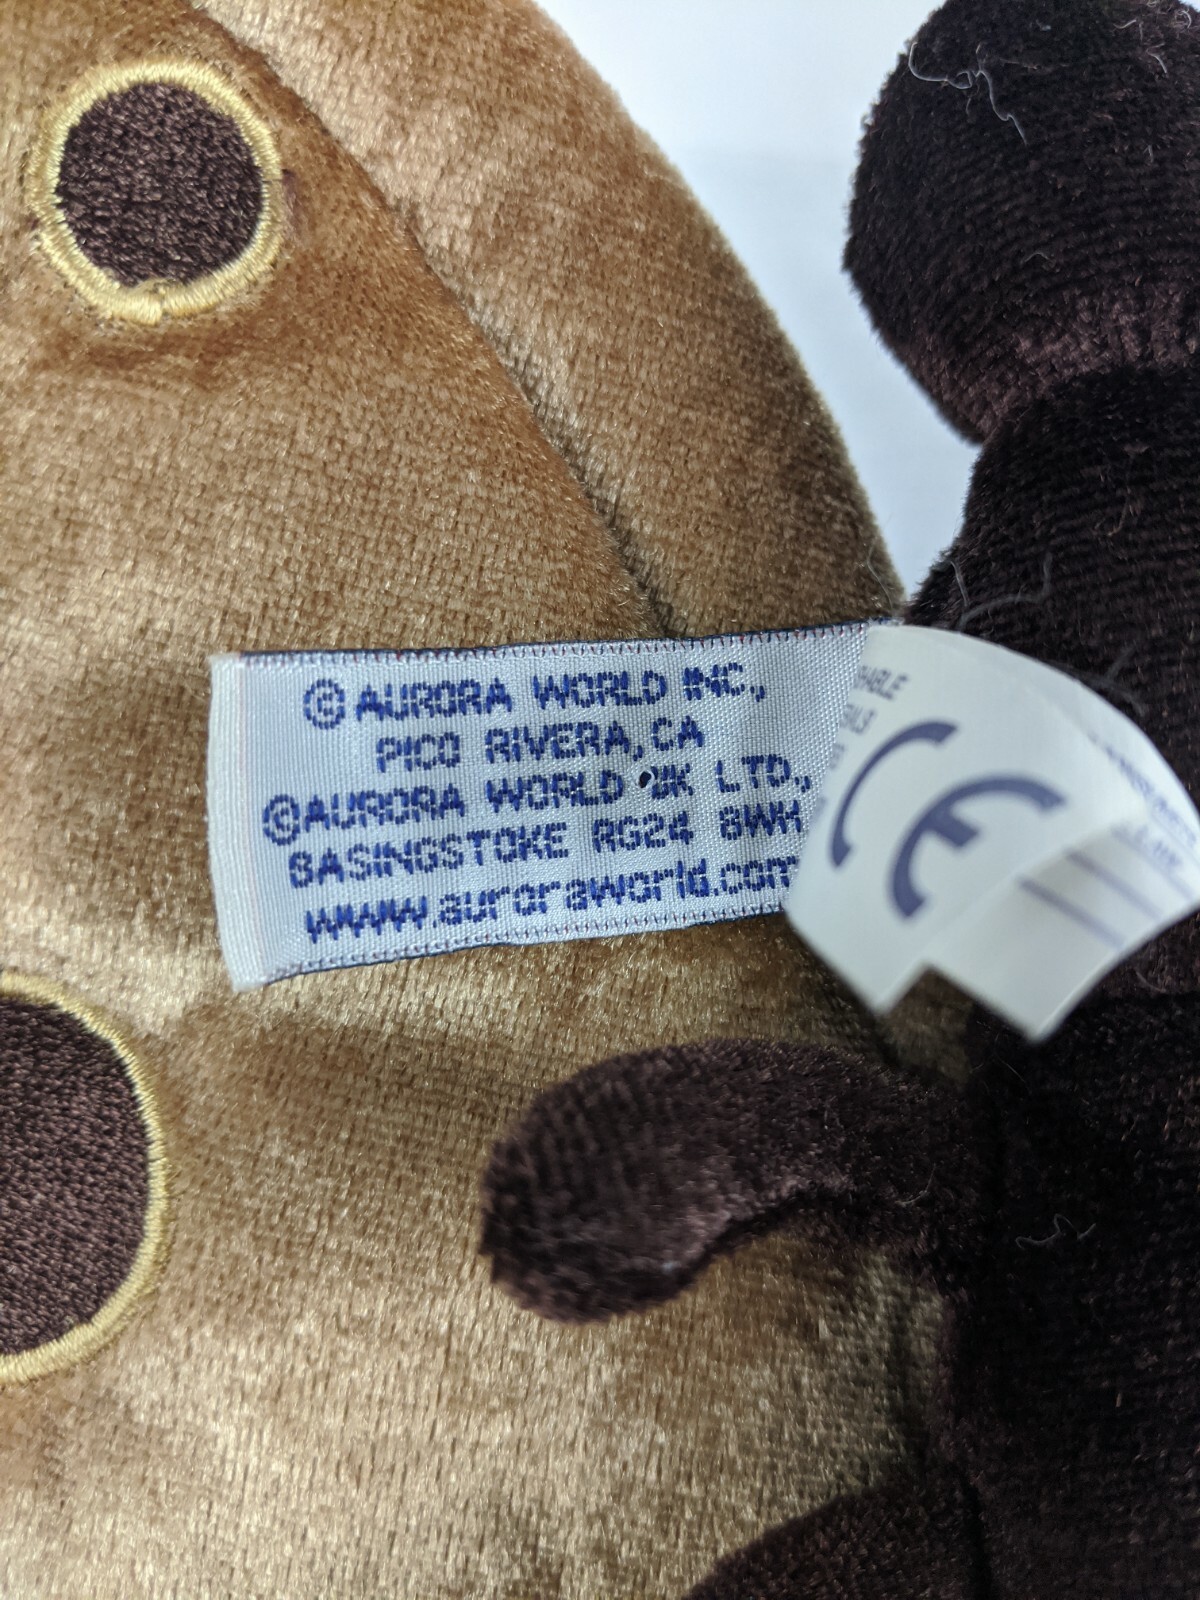 © AURORA WORLD INC.,
PICO RIVERA, CA
© AURORA WORLD UK LTD.,
BASINGSTOKE RG24 8WH
www.auroraworld.com
CE